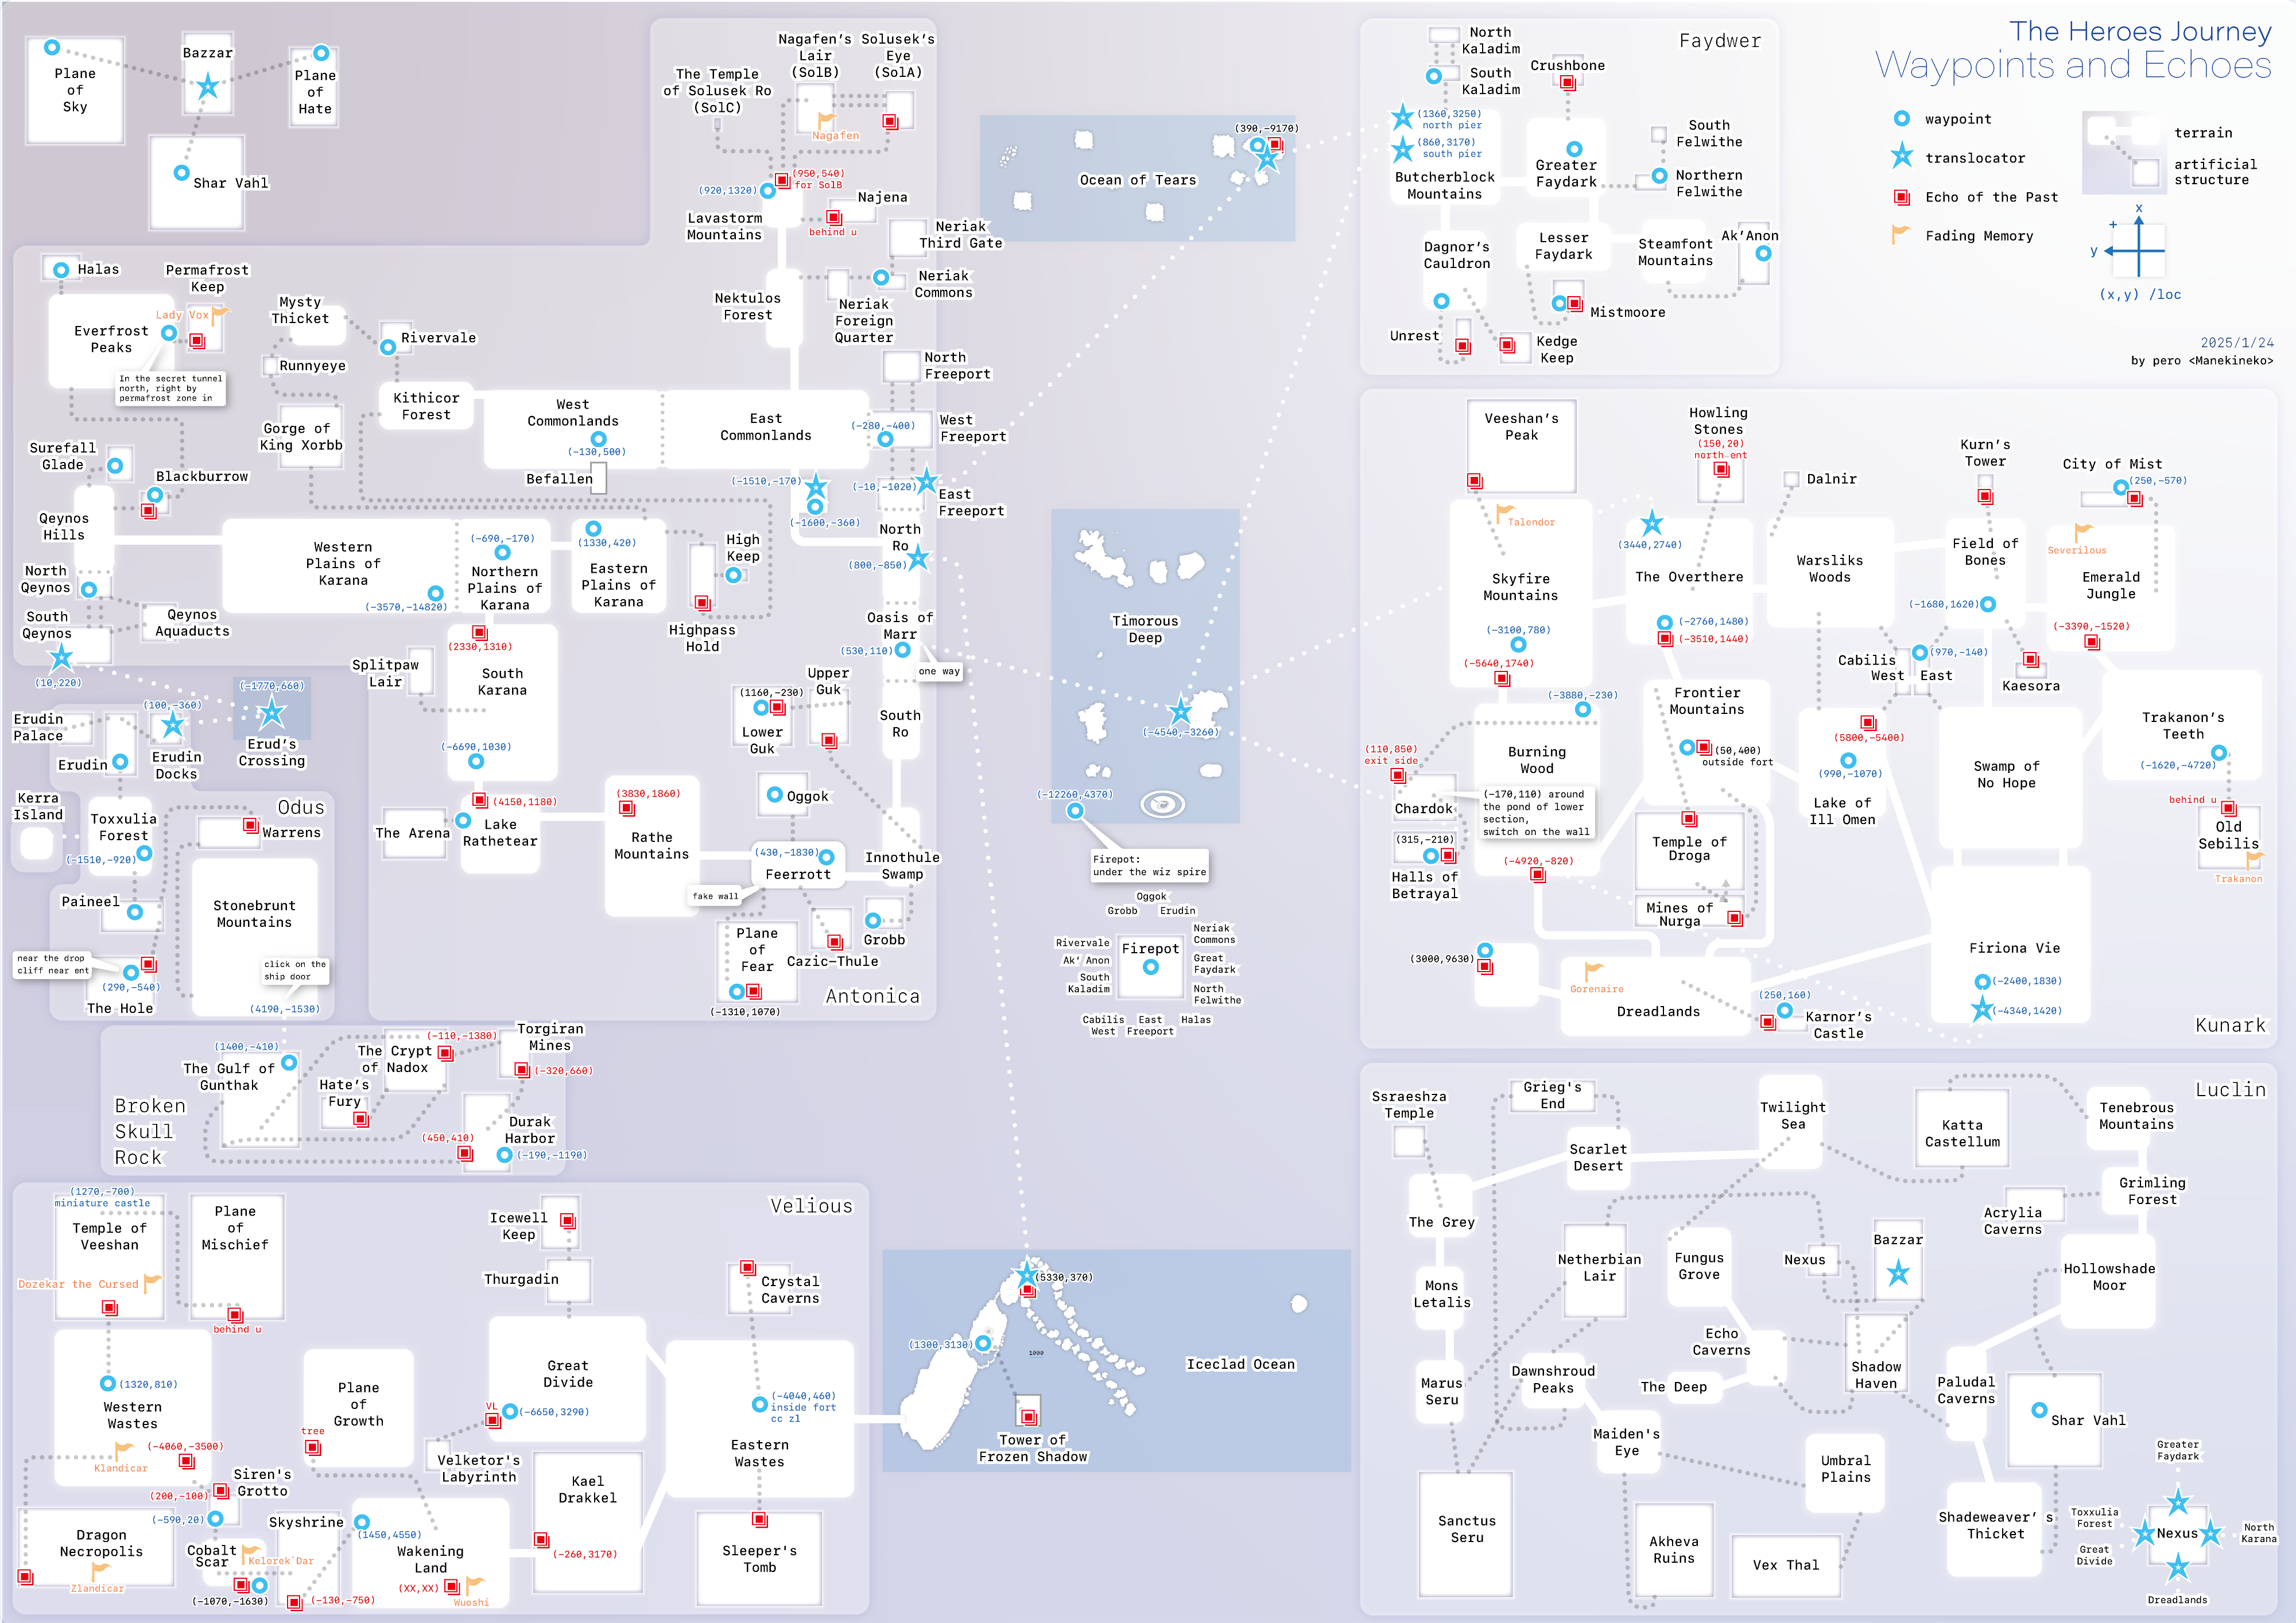 The Heroes Journey
Waypoints and Echoes
waypoint
translocator
Echo of the Past
Fading Memory
terrain
artificial
structure
x
+
y
(x,y) /loc
2025/1/24
by pero <Manekineko>
Plane
of
Sky
Bazzar
Plane
of
Hate
Shar Vahl
The Temple
of Solusek Ro
(SolC)
Nagafen's
Lair
(SolB)
Solusek's
Eye
(SolA)
Nagafen
(950,540)
for SolB
(920,1320)
Lavastorm
Mountains
Najena
behind u
Neriak
Third Gate
Neriak
Commons
Neriak
Foreign
Quarter
Nektulos
Forest
Halas
Permafrost
Keep
Lady Vox
Everfrost
Peaks
In the secret tunnel
north, right by
permafrost zone in
Mysty
Thicket
Rivervale
Runnyeye
Kithicor
Forest
Gorge of
King Xorbb
West
Commonlands
(-130,500)
Befallen
East
Commonlands
North
Freeport
West
Freeport
(-280,-400)
(-1510,-170)
(-1600,-360)
(-10,-1020)
East
Freeport
North
Ro
(800,-850)
Oasis of
Marr
(530,110)
one way
South
Ro
Surefall
Glade
Blackburrow
Qeynos
Hills
North
Qeynos
South
Qeynos
(10,220)
Qeynos
Aquaducts
Western
Plains of
Karana
(-3570,-14820)
(-690,-170)
Northern
Plains of
Karana
(1330,420)
Eastern
Plains of
Karana
High
Keep
Highpass
Hold
(2330,1310)
South
Karana
(-6690,1030)
Splitpaw
Lair
The Arena
(4150,1180)
Lake
Rathetear
(3830,1860)
Rathe
Mountains
Upper
Guk
(1160,-230)
Lower
Guk
Oggok
(430,-1830)
Feerrott
fake wall
Innothule
Swamp
Grobb
Plane
of
Fear
(-1310,1070)
Cazic-Thule
Antonica
(-1770,660)
Erud's
Crossing
(100,-360)
Erudin
Palace
Erudin
Erudin
Docks
Kerra
Island
Toxxulia
Forest
(-1510,-920)
Odus
Warrens
Paineel
Stonebrunt
Mountains
click on the
ship door
(4190,-1530)
near the drop
cliff near ent
(290,-540)
The Hole
Broken
Skull
Rock
(1400,-410)
The Gulf of
Gunthak
The Crypt
of Nadox
(-110,-1380)
Torgiran
Mines
(-320,660)
Hate's
Fury
Durak
Harbor
(450,410)
(-190,-1190)
Ocean of Tears
(390,-9170)
Timorous
Deep
(-4540,-3260)
(-12260,4370)
Firepot:
under the wiz spire
Oggok
Grobb
Erudin
Rivervale
Neriak
Commons
Firepot
Ak' Anon
Great
Faydark
South
Kaladim
North
Felwithe
Cabilis
West
East
Freeport
Halas
Faydwer
North
Kaladim
South
Kaladim
Crushbone
(1360,3250)
north pier
(860,3170)
south pier
Butcherblock
Mountains
Greater
Faydark
South
Felwithe
Northern
Felwithe
Dagnor's
Cauldron
Lesser
Faydark
Steamfont
Mountains
Ak'Anon
Mistmoore
Unrest
Kedge
Keep
Kunark
Veeshan's
Peak
Howling
Stones
(150,20)
north ent
Dalnir
Kurn's
Tower
City of Mist
(250,-570)
Talendor
Skyfire
Mountains
(-3100,780)
(-5640,1740)
(3440,2740)
The Overthere
(-2760,1480)
(-3510,1440)
Warsliks
Woods
Field of
Bones
(-1680,1620)
Severilous
Emerald
Jungle
(-3390,-1520)
(970,-140)
Cabilis
West
East
Kaesora
Trakanon's
Teeth
(-1620,-4720)
behind u
Old
Sebilis
Trakanon
(-3880,-230)
Burning
Wood
(-4920,-820)
(110,850)
exit side
Chardok
(-170,110) around
the pond of lower
section,
switch on the wall
(315,-210)
Halls of
Betrayal
Frontier
Mountains
(50,400)
outside fort
Temple of
Droga
Mines of
Nurga
(5800,-5400)
(990,-1070)
Lake of
Ill Omen
Swamp of
No Hope
Firiona Vie
(-2400,1830)
(-4340,1420)
(3000,9630)
Gorenaire
Dreadlands
(250,160)
Karnor's
Castle
Velious
(1270,-700)
miniature castle
Temple of
Veeshan
Dozekar the Cursed
Plane
of
Mischief
behind u
(1320,810)
Western
Wastes
(-4060,-3500)
Klandicar
Plane
of
Growth
tree
Icewell
Keep
Thurgadin
Great
Divide
VL
(-6650,3290)
Velketor's
Labyrinth
Crystal
Caverns
(-4040,460)
inside fort
cc zl
Eastern
Wastes
Kael
Drakkel
(-260,3170)
Sleeper's
Tomb
Siren's
Grotto
(200,-100)
(-590,20)
Dragon
Necropolis
Zlandicar
Cobalt
Scar
Kelorek`Dar
(-1070,-1630)
Skyshrine
(-130,-750)
(1450,4550)
Wakening
Land
(XX,XX)
Wuoshi
(5330,370)
(1300,3130)
1000
Iceclad Ocean
Tower of
Frozen Shadow
Luclin
Ssraeshza
Temple
Grieg's
End
Scarlet
Desert
Twilight
Sea
Katta
Castellum
Tenebrous
Mountains
Grimling
Forest
Acrylia
Caverns
The Grey
Netherbian
Lair
Fungus
Grove
Nexus
Bazzar
Hollowshade
Moor
Mons
Letalis
Echo
Caverns
Shadow
Haven
Marus
Seru
Dawnshroud
Peaks
The Deep
Paludal
Caverns
Shar Vahl
Maiden's
Eye
Umbral
Plains
Sanctus
Seru
Akheva
Ruins
Vex Thal
Shadeweaver' s
Thicket
Greater
Faydark
Toxxulia
Forest
Nexus
North
Karana
Great
Divide
Dreadlands